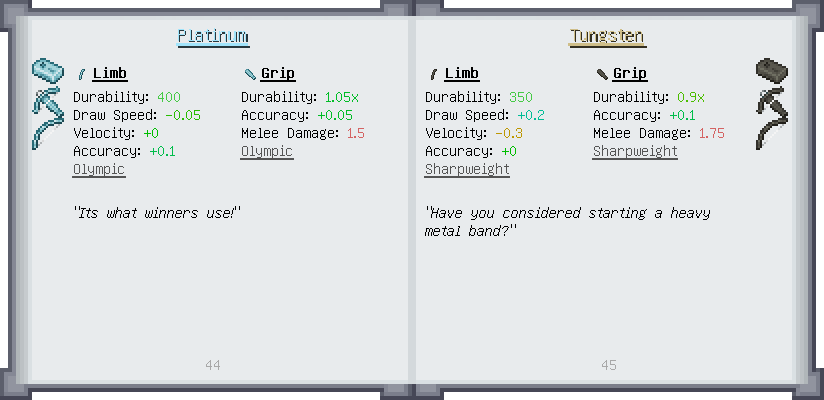 Platinum
Limb
Durability: 400
Draw Speed: -0.05
Velocity: +0
Accuracy: +0.1
Olympic
Grip
Durability: 1.05x
Accuracy: +0.05
Melee Damage: 1.5
Olympic
"Its what winners use!"
44
Tungsten
Limb
Durability: 350
Draw Speed: +0.2
Velocity: -0.3
Accuracy: +0
Sharpweight
Grip
Durability: 0.9x
Accuracy: +0.1
Melee Damage: 1.75
Sharpweight
"Have you considered starting a heavy
metal band?"
45